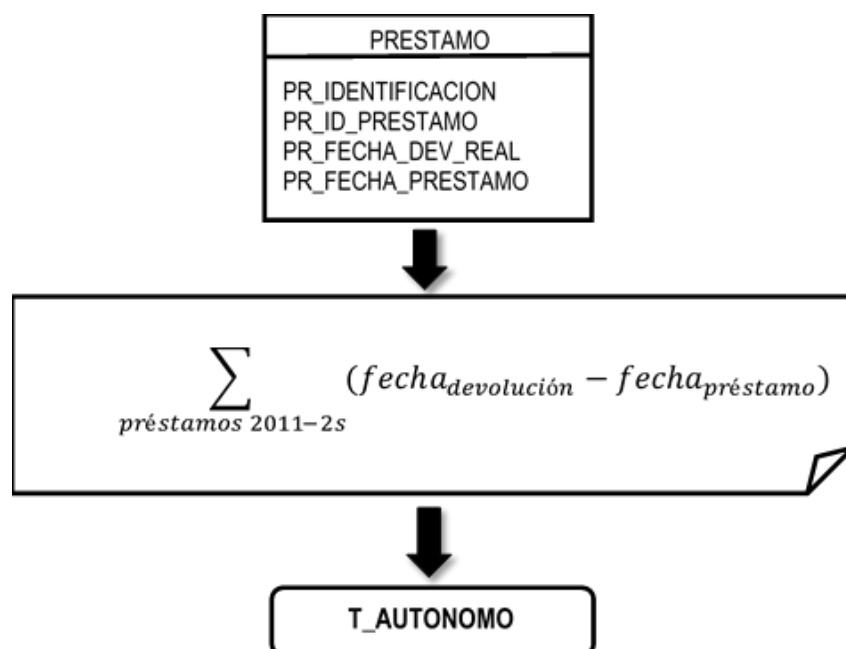 PRESTAMO
PR_IDENTIFICACION
PR_ID_PRESTAMO
PR_FECHA_DEV_REAL
PR_FECHA_PRESTAMO
∑ (fecha_devolución − fecha_préstamo)
préstamos 2011−2s
T_AUTONOMO